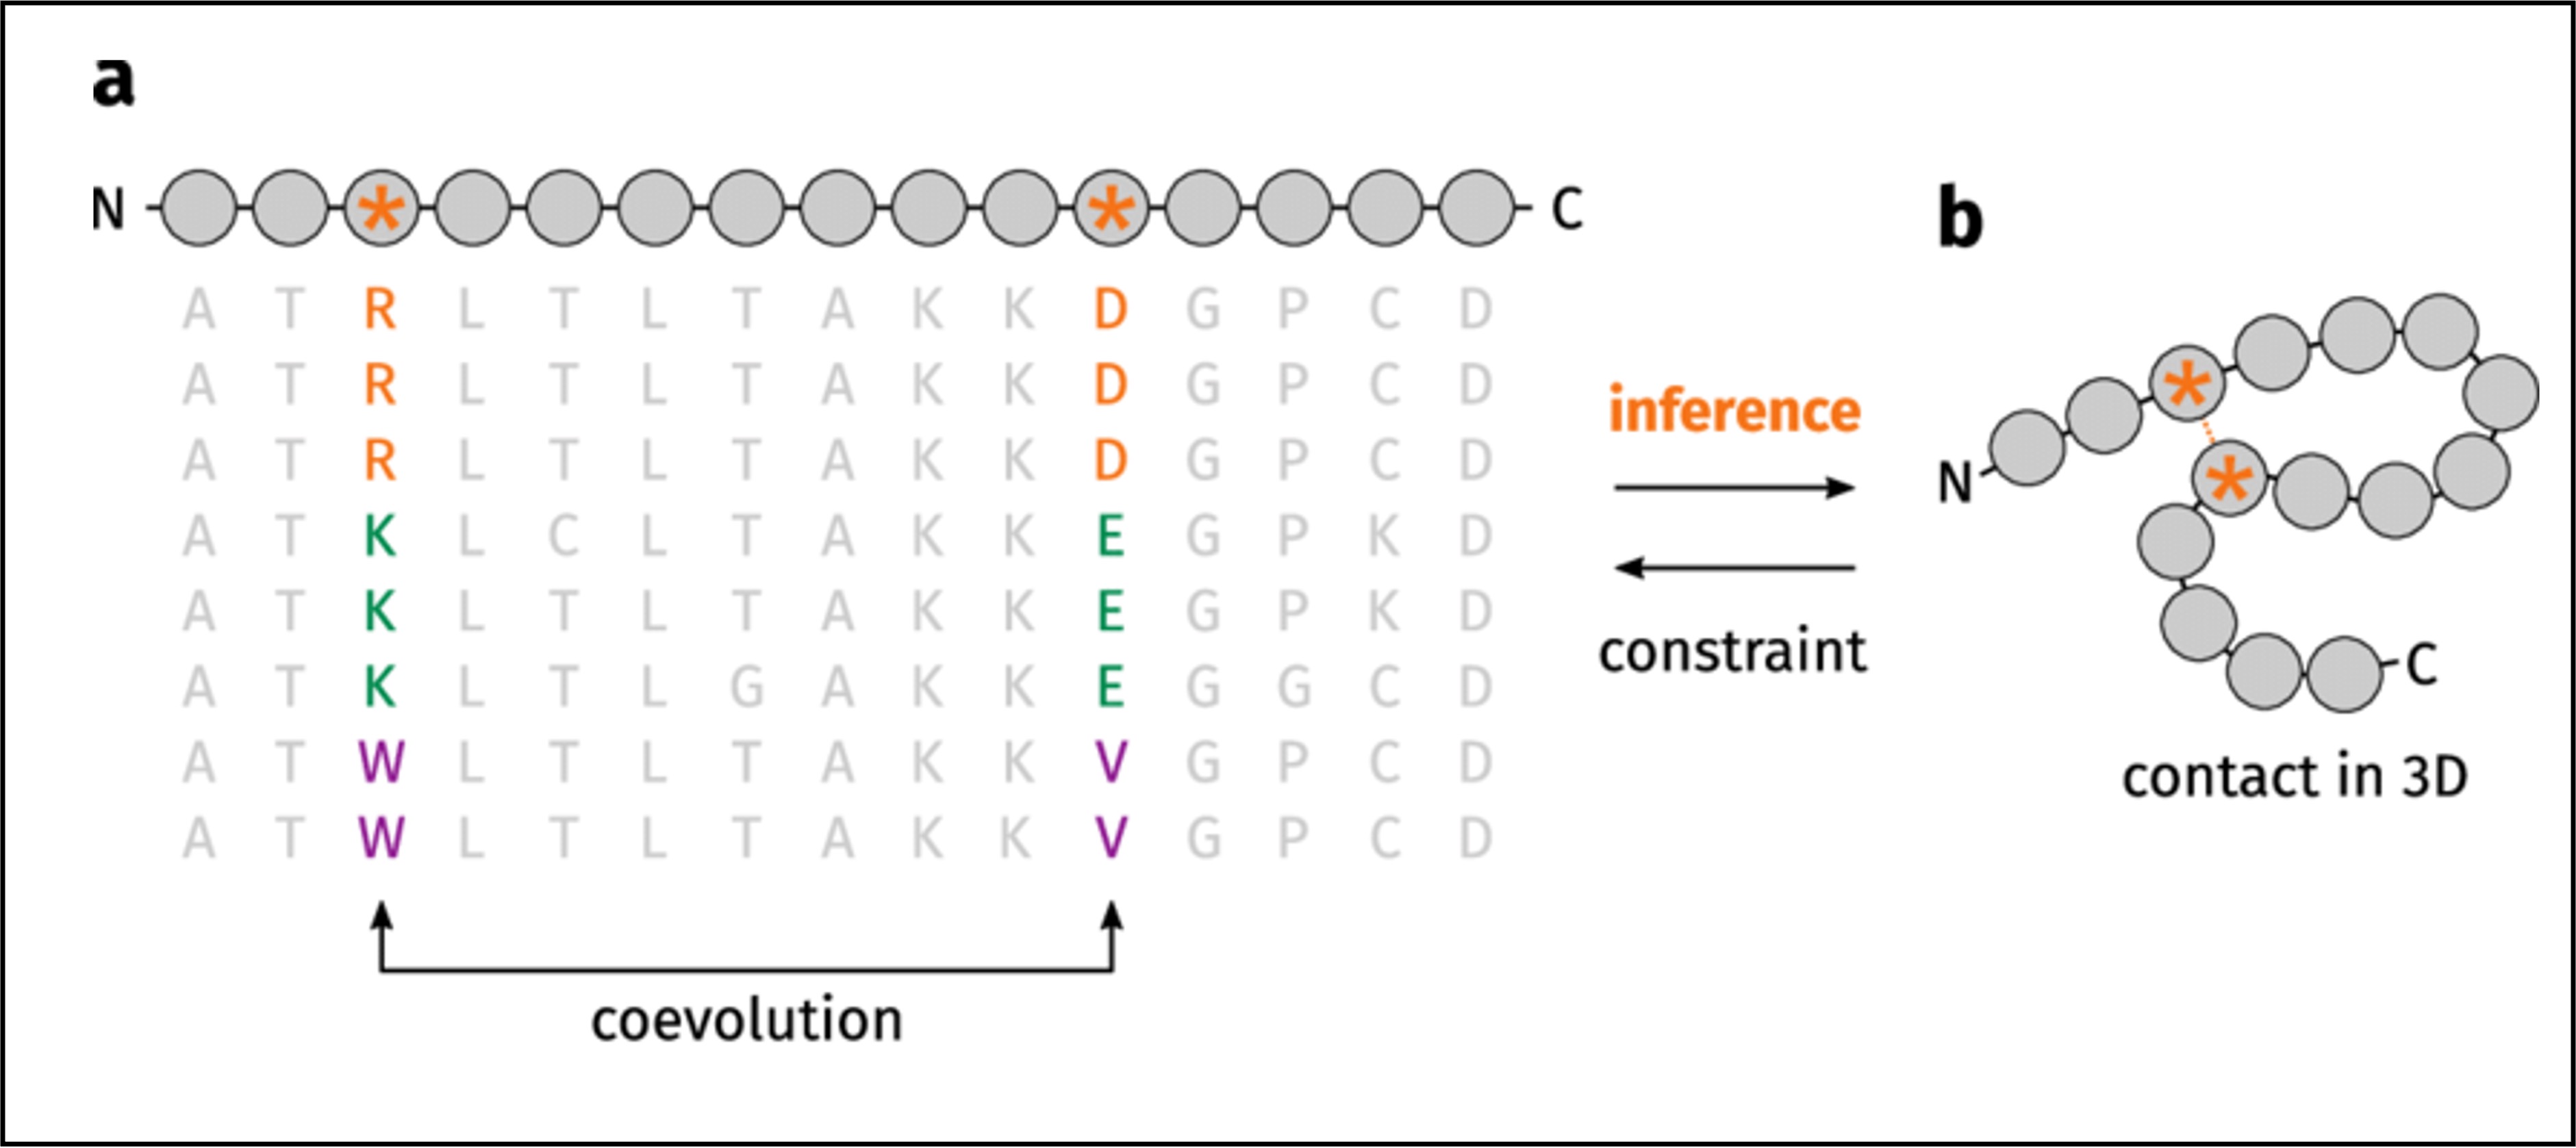 a
N * * C
A T R L T L T A K K D G P C D
A T R L T L T A K K D G P C D
A T R L T L T A K K D G P C D
A T K L C L T A K K E G P K D
A T K L T L T A K K E G P K D
A T K L T L G A K K E G G C D
A T W L T L T A K K V G P C D
A T W L T L T A K K V G P C D
coevolution
inference
constraint
b
*
N *
C
contact in 3D